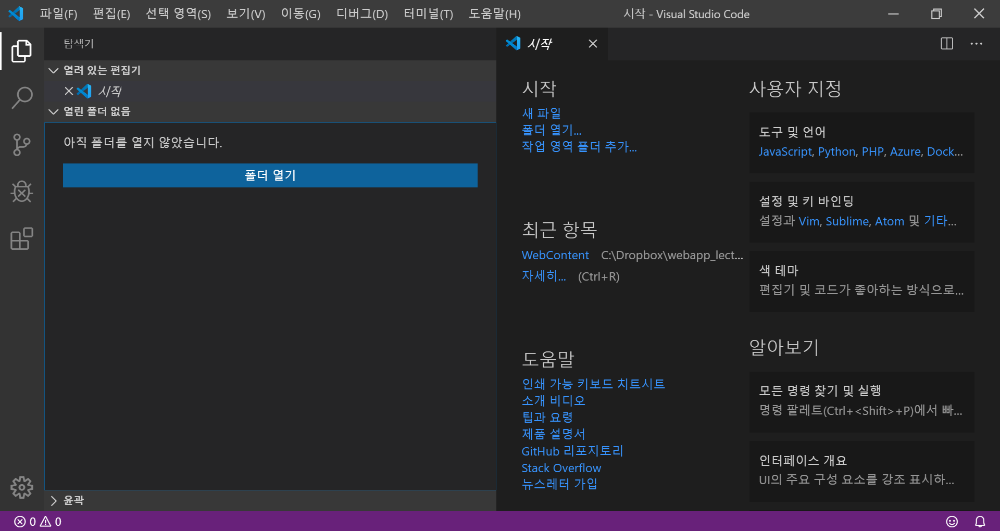 파일(F) 편집(E) 선택 영역(S) 보기(V) 이동(G) 디버그(D) 터미널(T) 도움말(H) 시작 - Visual Studio Code
탐색기
열려 있는 편집기
시작
열린 폴더 없음
아직 폴더를 열지 않았습니다.
폴더 열기
윤곽
시작
시작
새 파일
폴더 열기...
작업 영역 폴더 추가...
최근 항목
WebContent C:\Dropbox\webapp_lect...
자세히... (Ctrl+R)
도움말
인쇄 가능 키보드 치트시트
소개 비디오
팁과 요령
제품 설명서
GitHub 리포지토리
Stack Overflow
뉴스레터 가입
사용자 지정
도구 및 언어
JavaScript, Python, PHP, Azure, Dock...
설정 및 키 바인딩
설정과 Vim, Sublime, Atom 및 기타...
색 테마
편집기 및 코드가 좋아하는 방식으로...
알아보기
모든 명령 찾기 및 실행
명령 팔레트(Ctrl+<Shift>+P)에서 빠...
인터페이스 개요
UI의 주요 구성 요소를 강조 표시하...
0 0